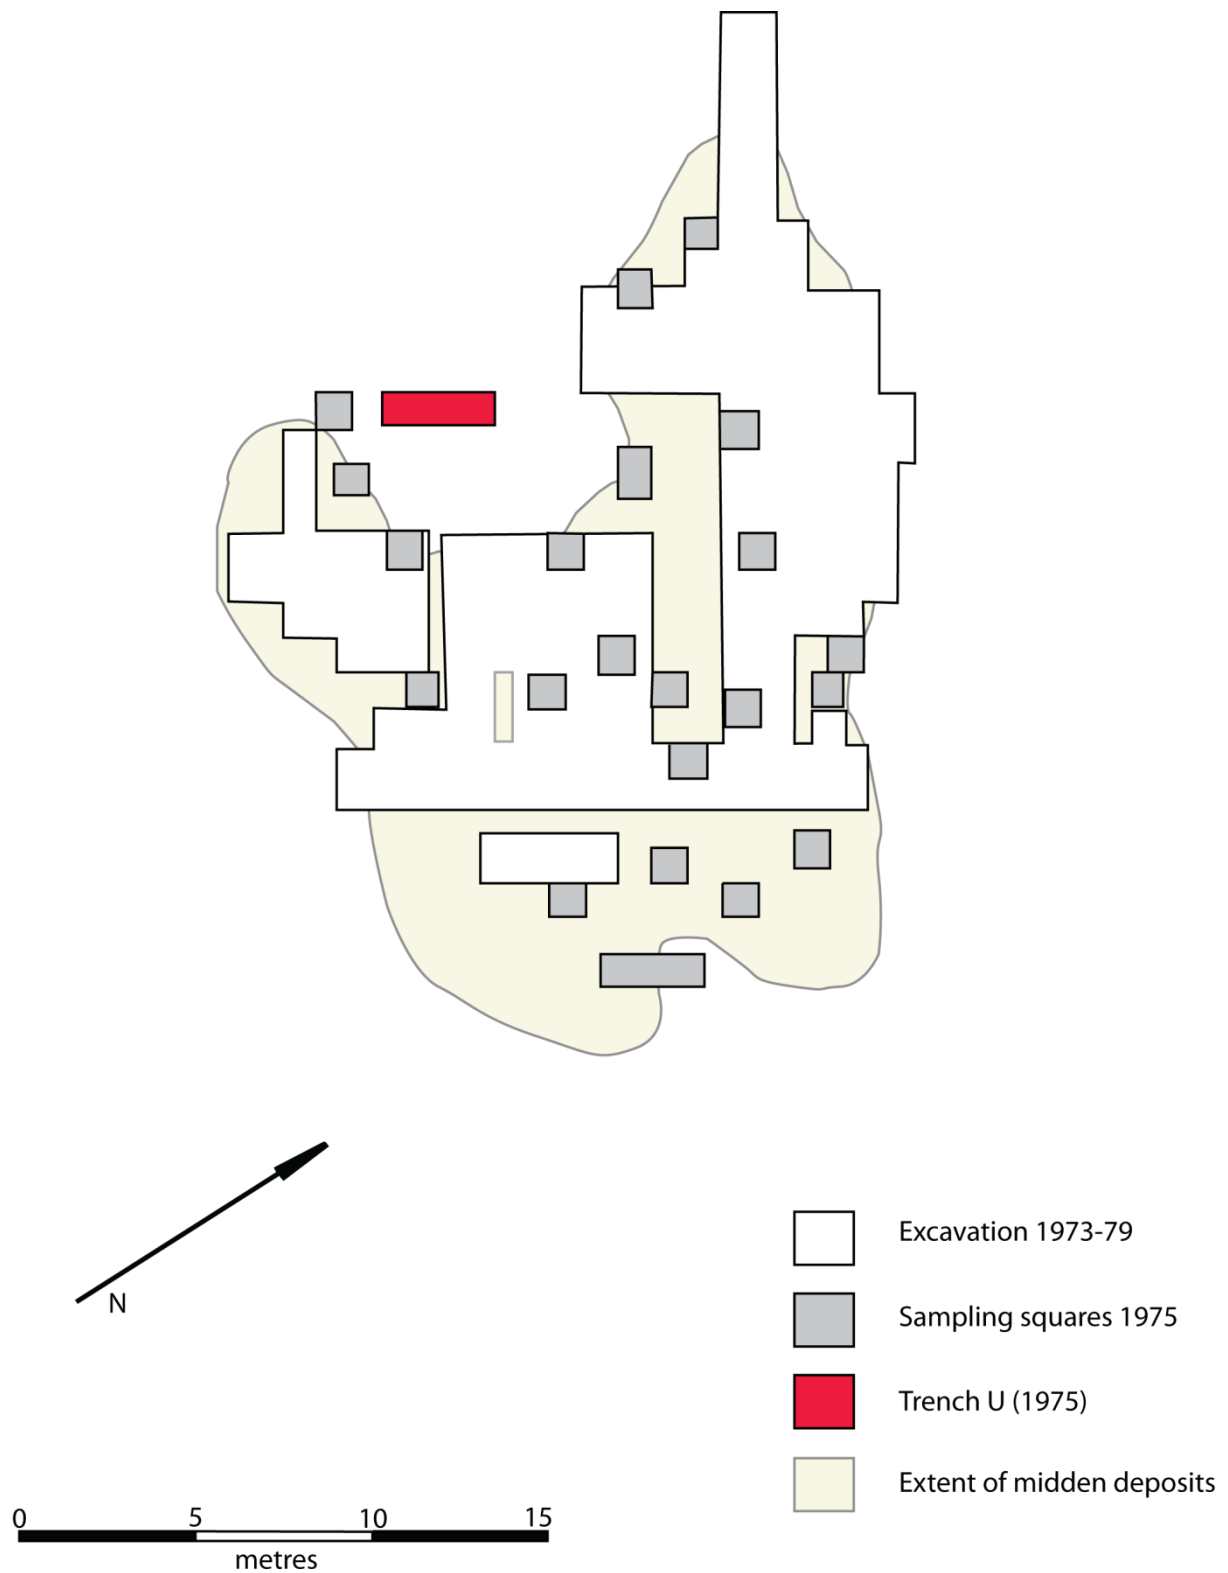 N
Excavation 1973-79
Sampling squares 1975
Trench U (1975)
Extent of midden deposits
0 5 10 15
metres